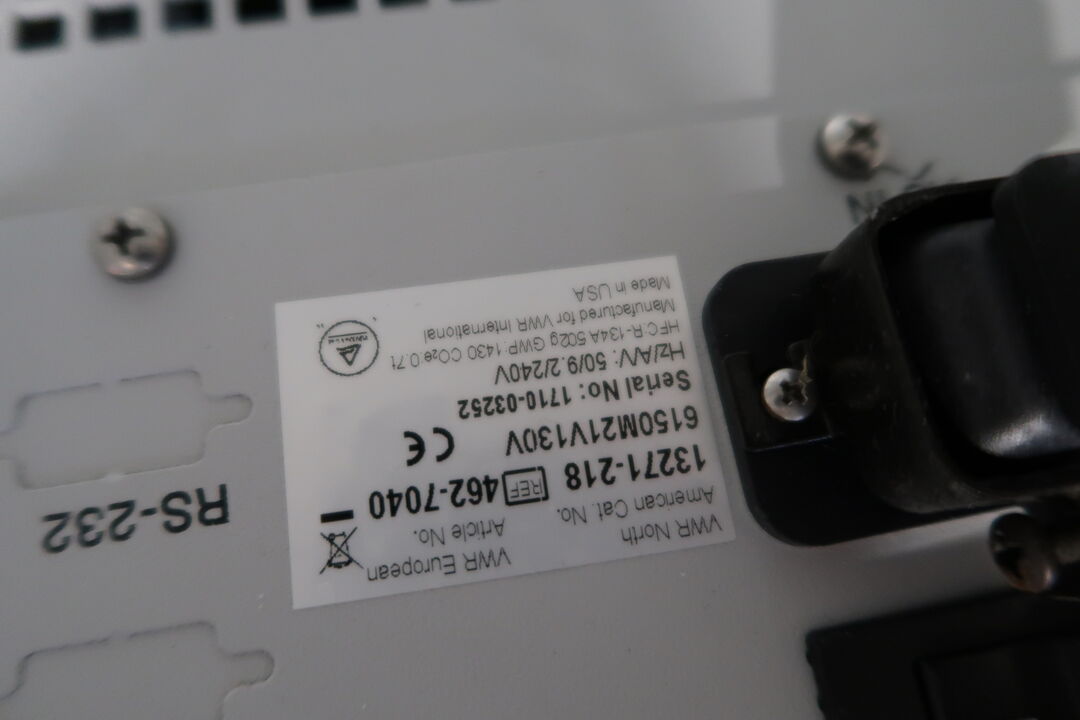 VWR North
American Cat. No.
13271-218
VWR European
Article No.
REF 462-7040
6150M21V130V
CE
Serial No: 1710-03252
Hz/A/V: 50/9.2/240V
HFC:R-134A 502g GWP:1430 CO₂e 0.7t
Manufactured for VWR International
Made in USA
RS-232